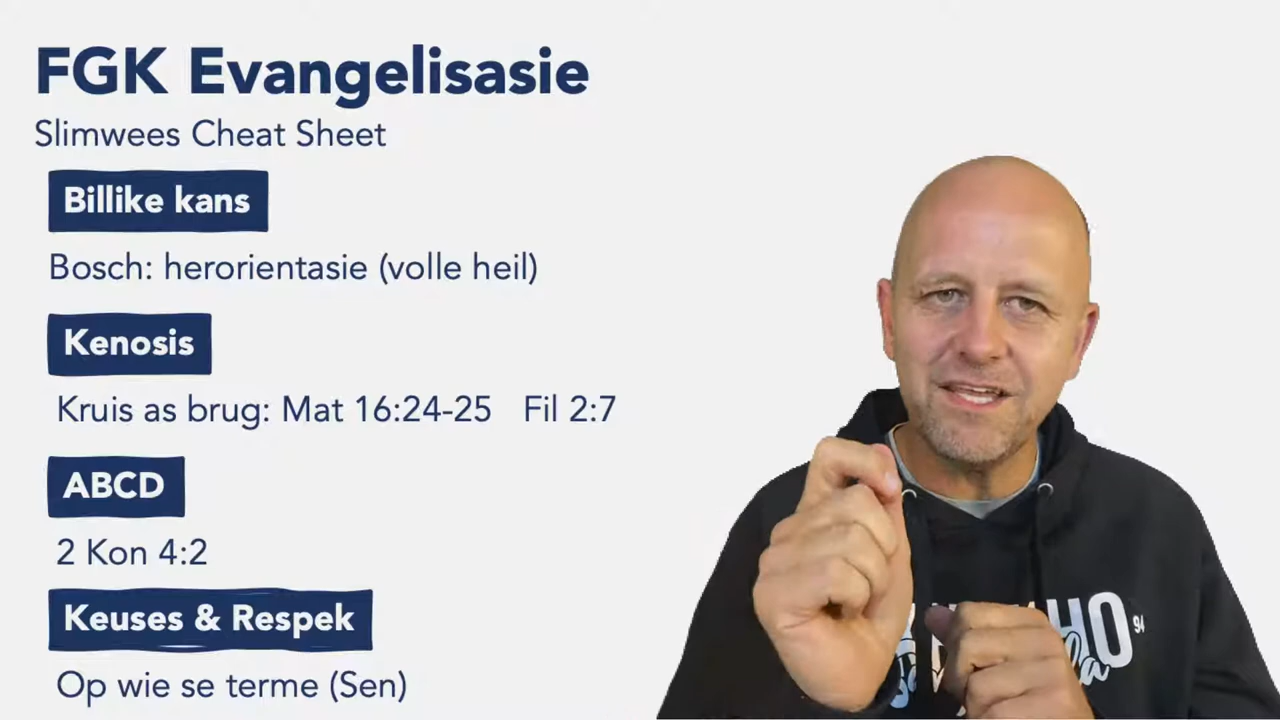 FGK Evangelisasie
Slimwees Cheat Sheet
Billike kans
Bosch: herorientasie (volle heil)
Kenosis
Kruis as brug: Mat 16:24-25 Fil 2:7
ABCD
2 Kon 4:2
Keuses & Respek
Op wie se terme (Sen)
94